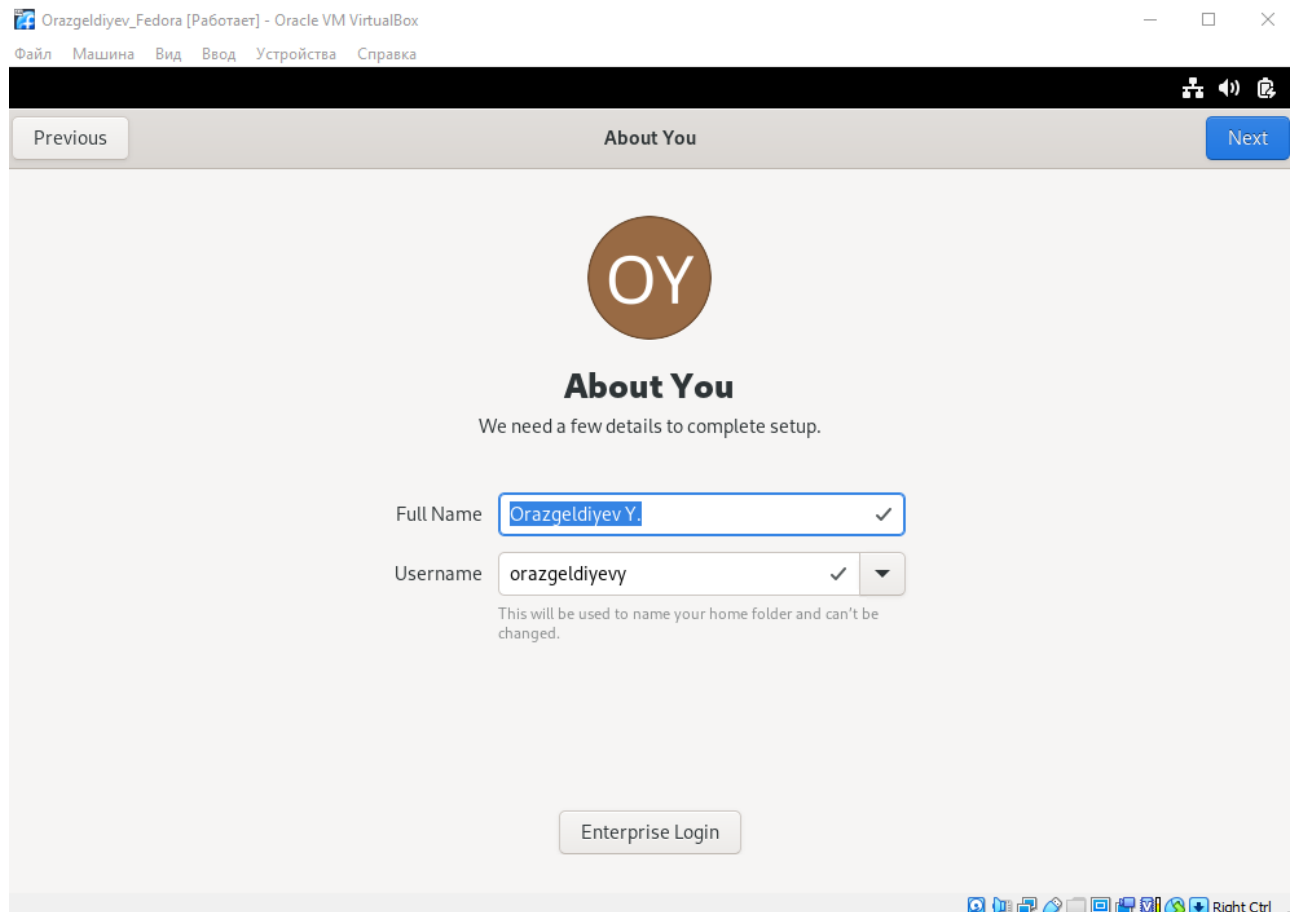 Orazgeldiyev_Fedora [Работает] - Oracle VM VirtualBox
Файл Машина Вид Ввод Устройства Справка
Previous About You Next
OY
About You
We need a few details to complete setup.
Full Name Orazgeldiyev Y.
Username orazgeldiyevy
This will be used to name your home folder and can't be
changed.
Enterprise Login
Right Ctrl